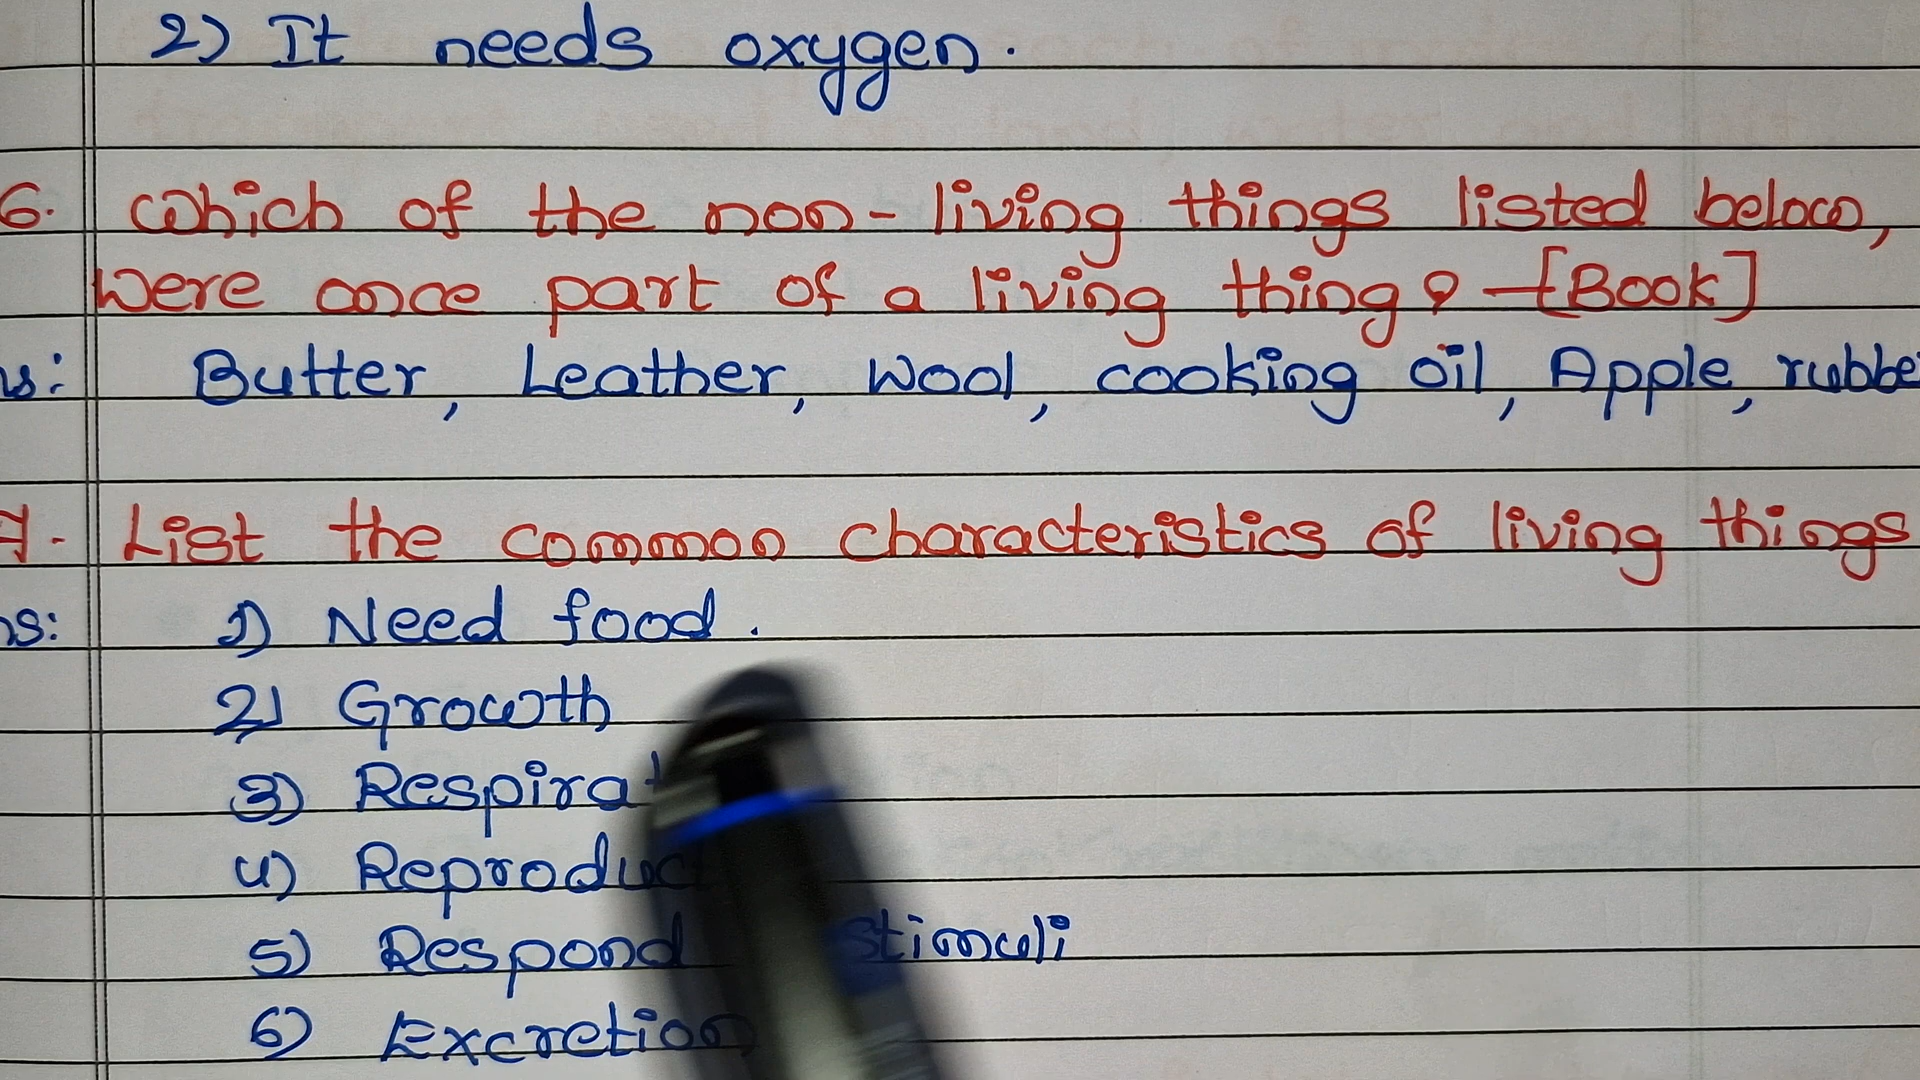 2) It needs oxygen.
6. Which of the non-living things listed below,
were once part of a living thing? - [Book]
Butter, Leather, Wool, cooking oil, Apple,
7. List the common characteristics of living things
1) Need food.
2) Growth
3)
4)
5) Respond stimuli
6) Excretion